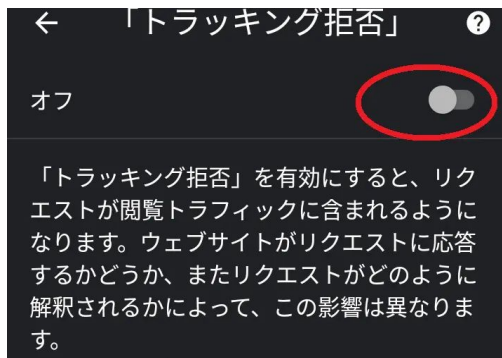 「トラッキング拒否」
オフ
「トラッキング拒否」を有効にすると、リク
エストが閲覧トラフィックに含まれるように
なります。ウェブサイトがリクエストに応答
するかどうか、またリクエストがどのように
解釈されるかによって、この影響は異なりま
す。